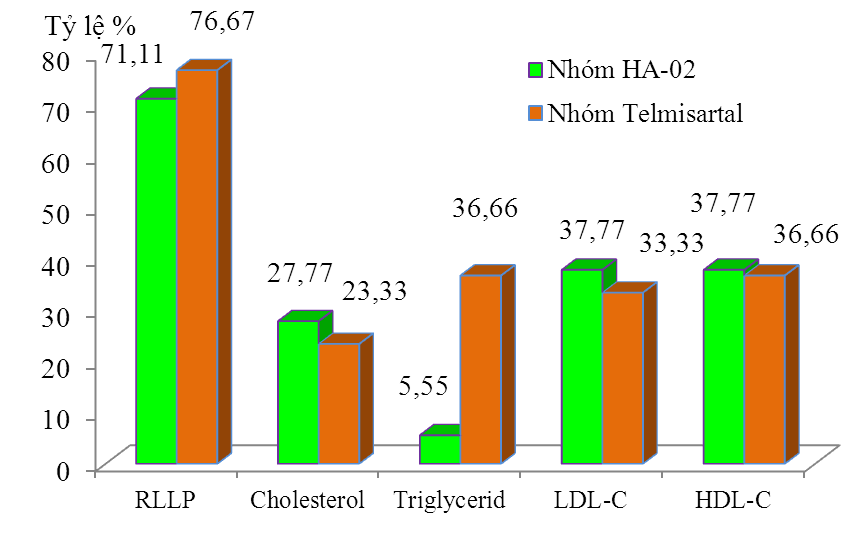 Tỷ lệ %
80
70
60
50
40
30
20
10
0
71,11
76,67
27,77
23,33
5,55
36,66
37,77
33,33
37,77
36,66
Nhóm HA-02
Nhóm Telmisartal
RLLP
Cholesterol
Triglycerid
LDL-C
HDL-C